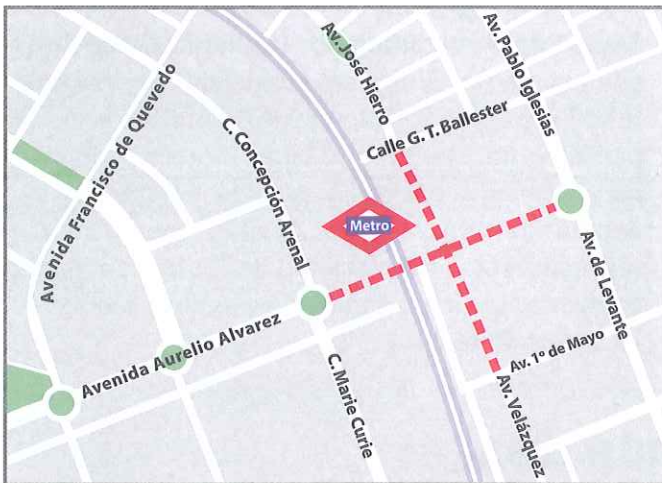 Av. José Hierro
Av. Pablo Iglesias
Avenida Francisco de Quevedo
C. Concepción Arenal
Calle G. T. Ballester
Metro
Av. de Levante
Avenida Aurelio Alvarez
C. Marie Curie
Av. 1º de Mayo
Av. Velázquez